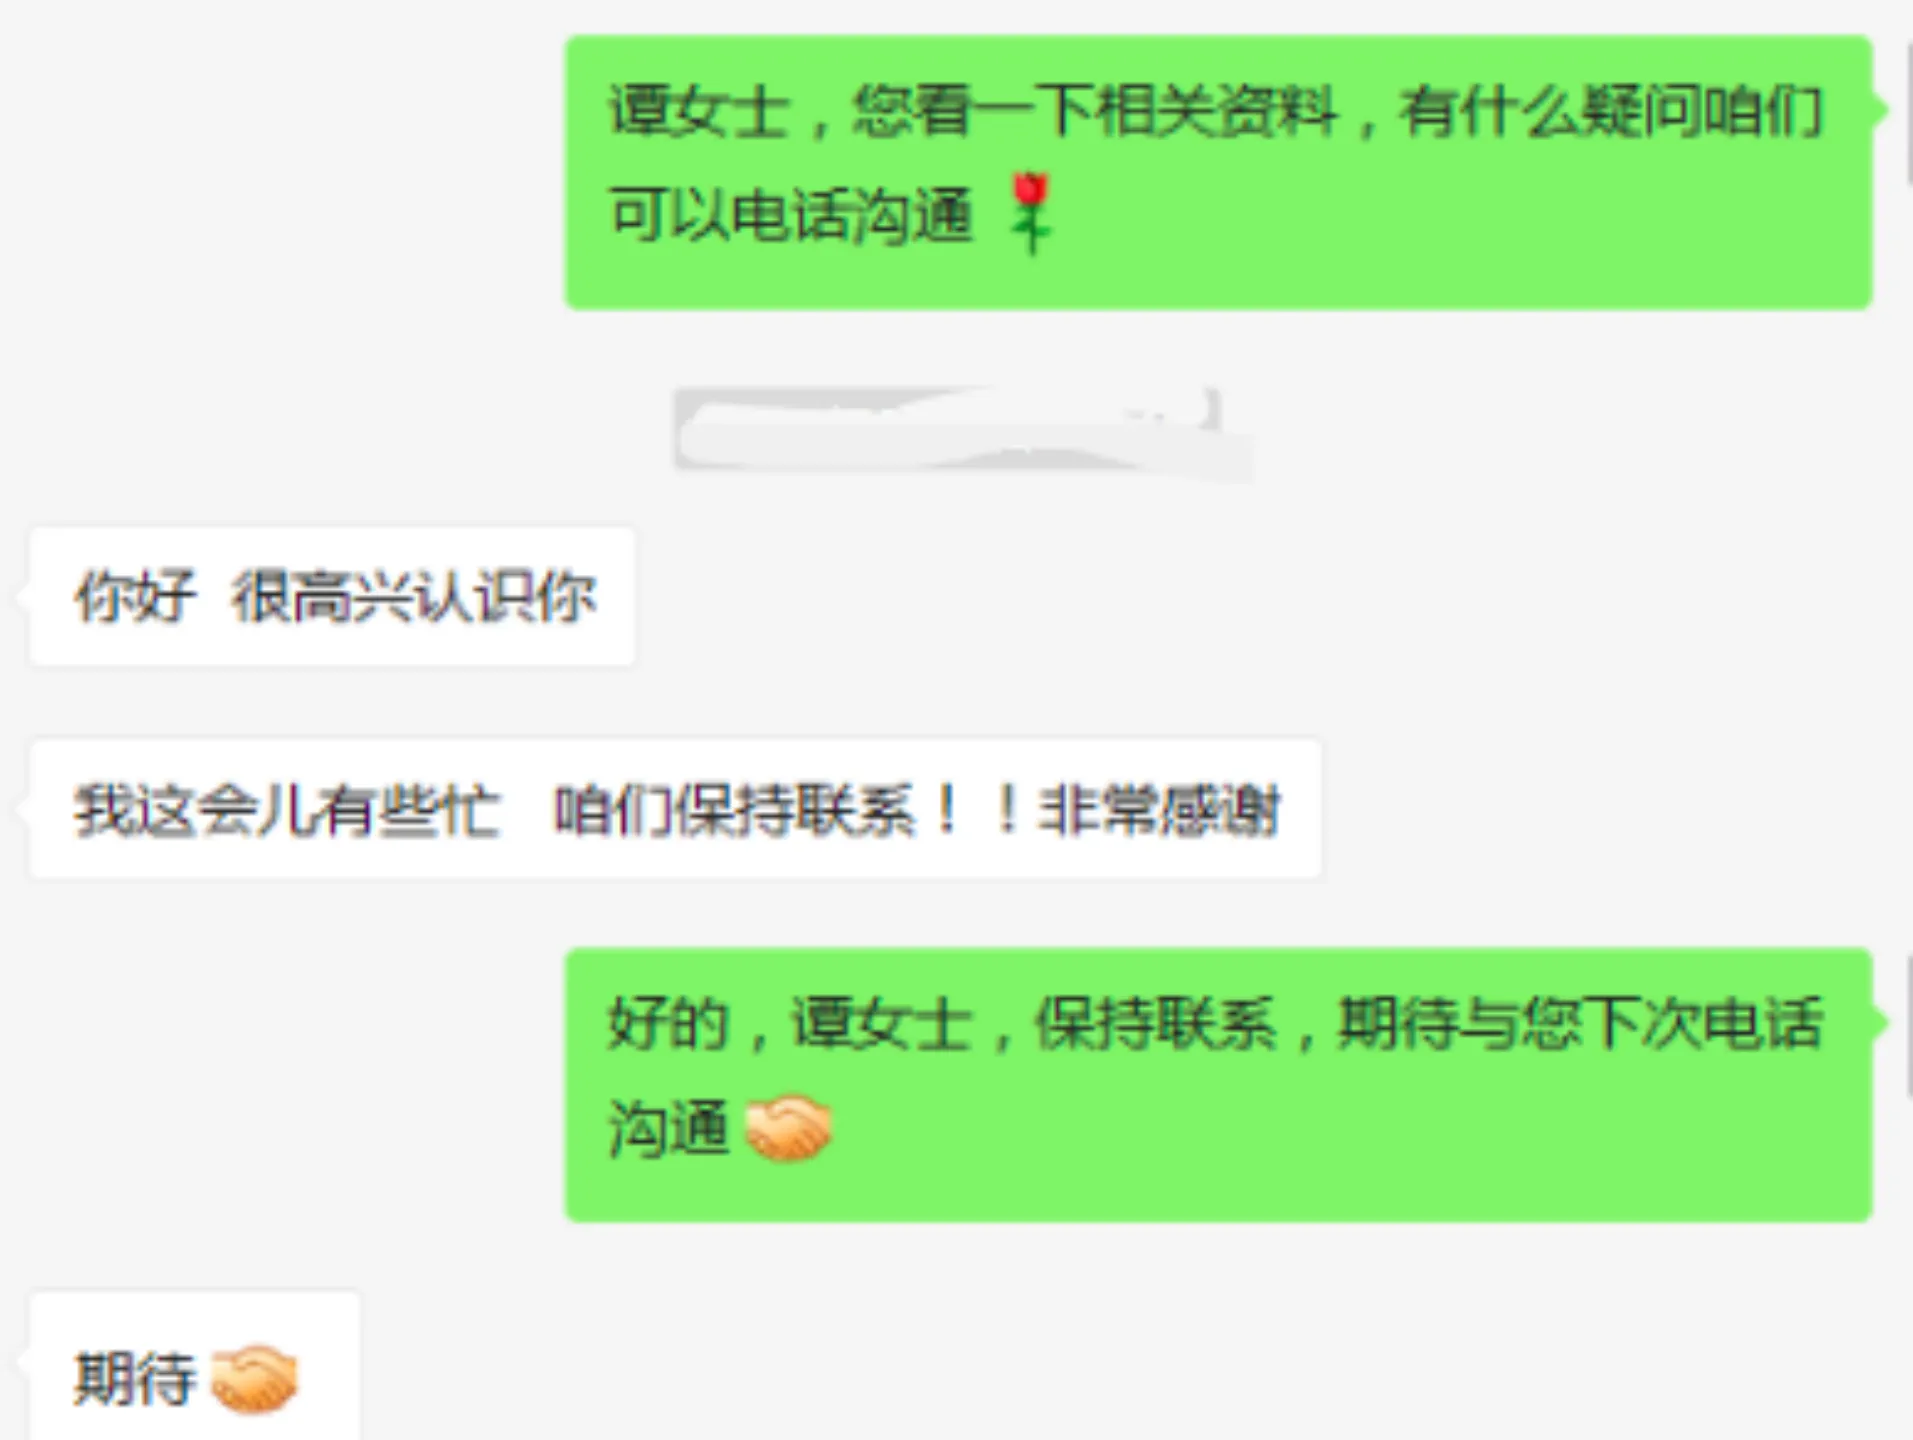 谭女士，您看一下相关资料，有什么疑问咱们
可以电话沟通
你好 很高兴认识你
我这会儿有些忙 咱们保持联系！！非常感谢
好的，谭女士，保持联系，期待与您下次电话
沟通
期待